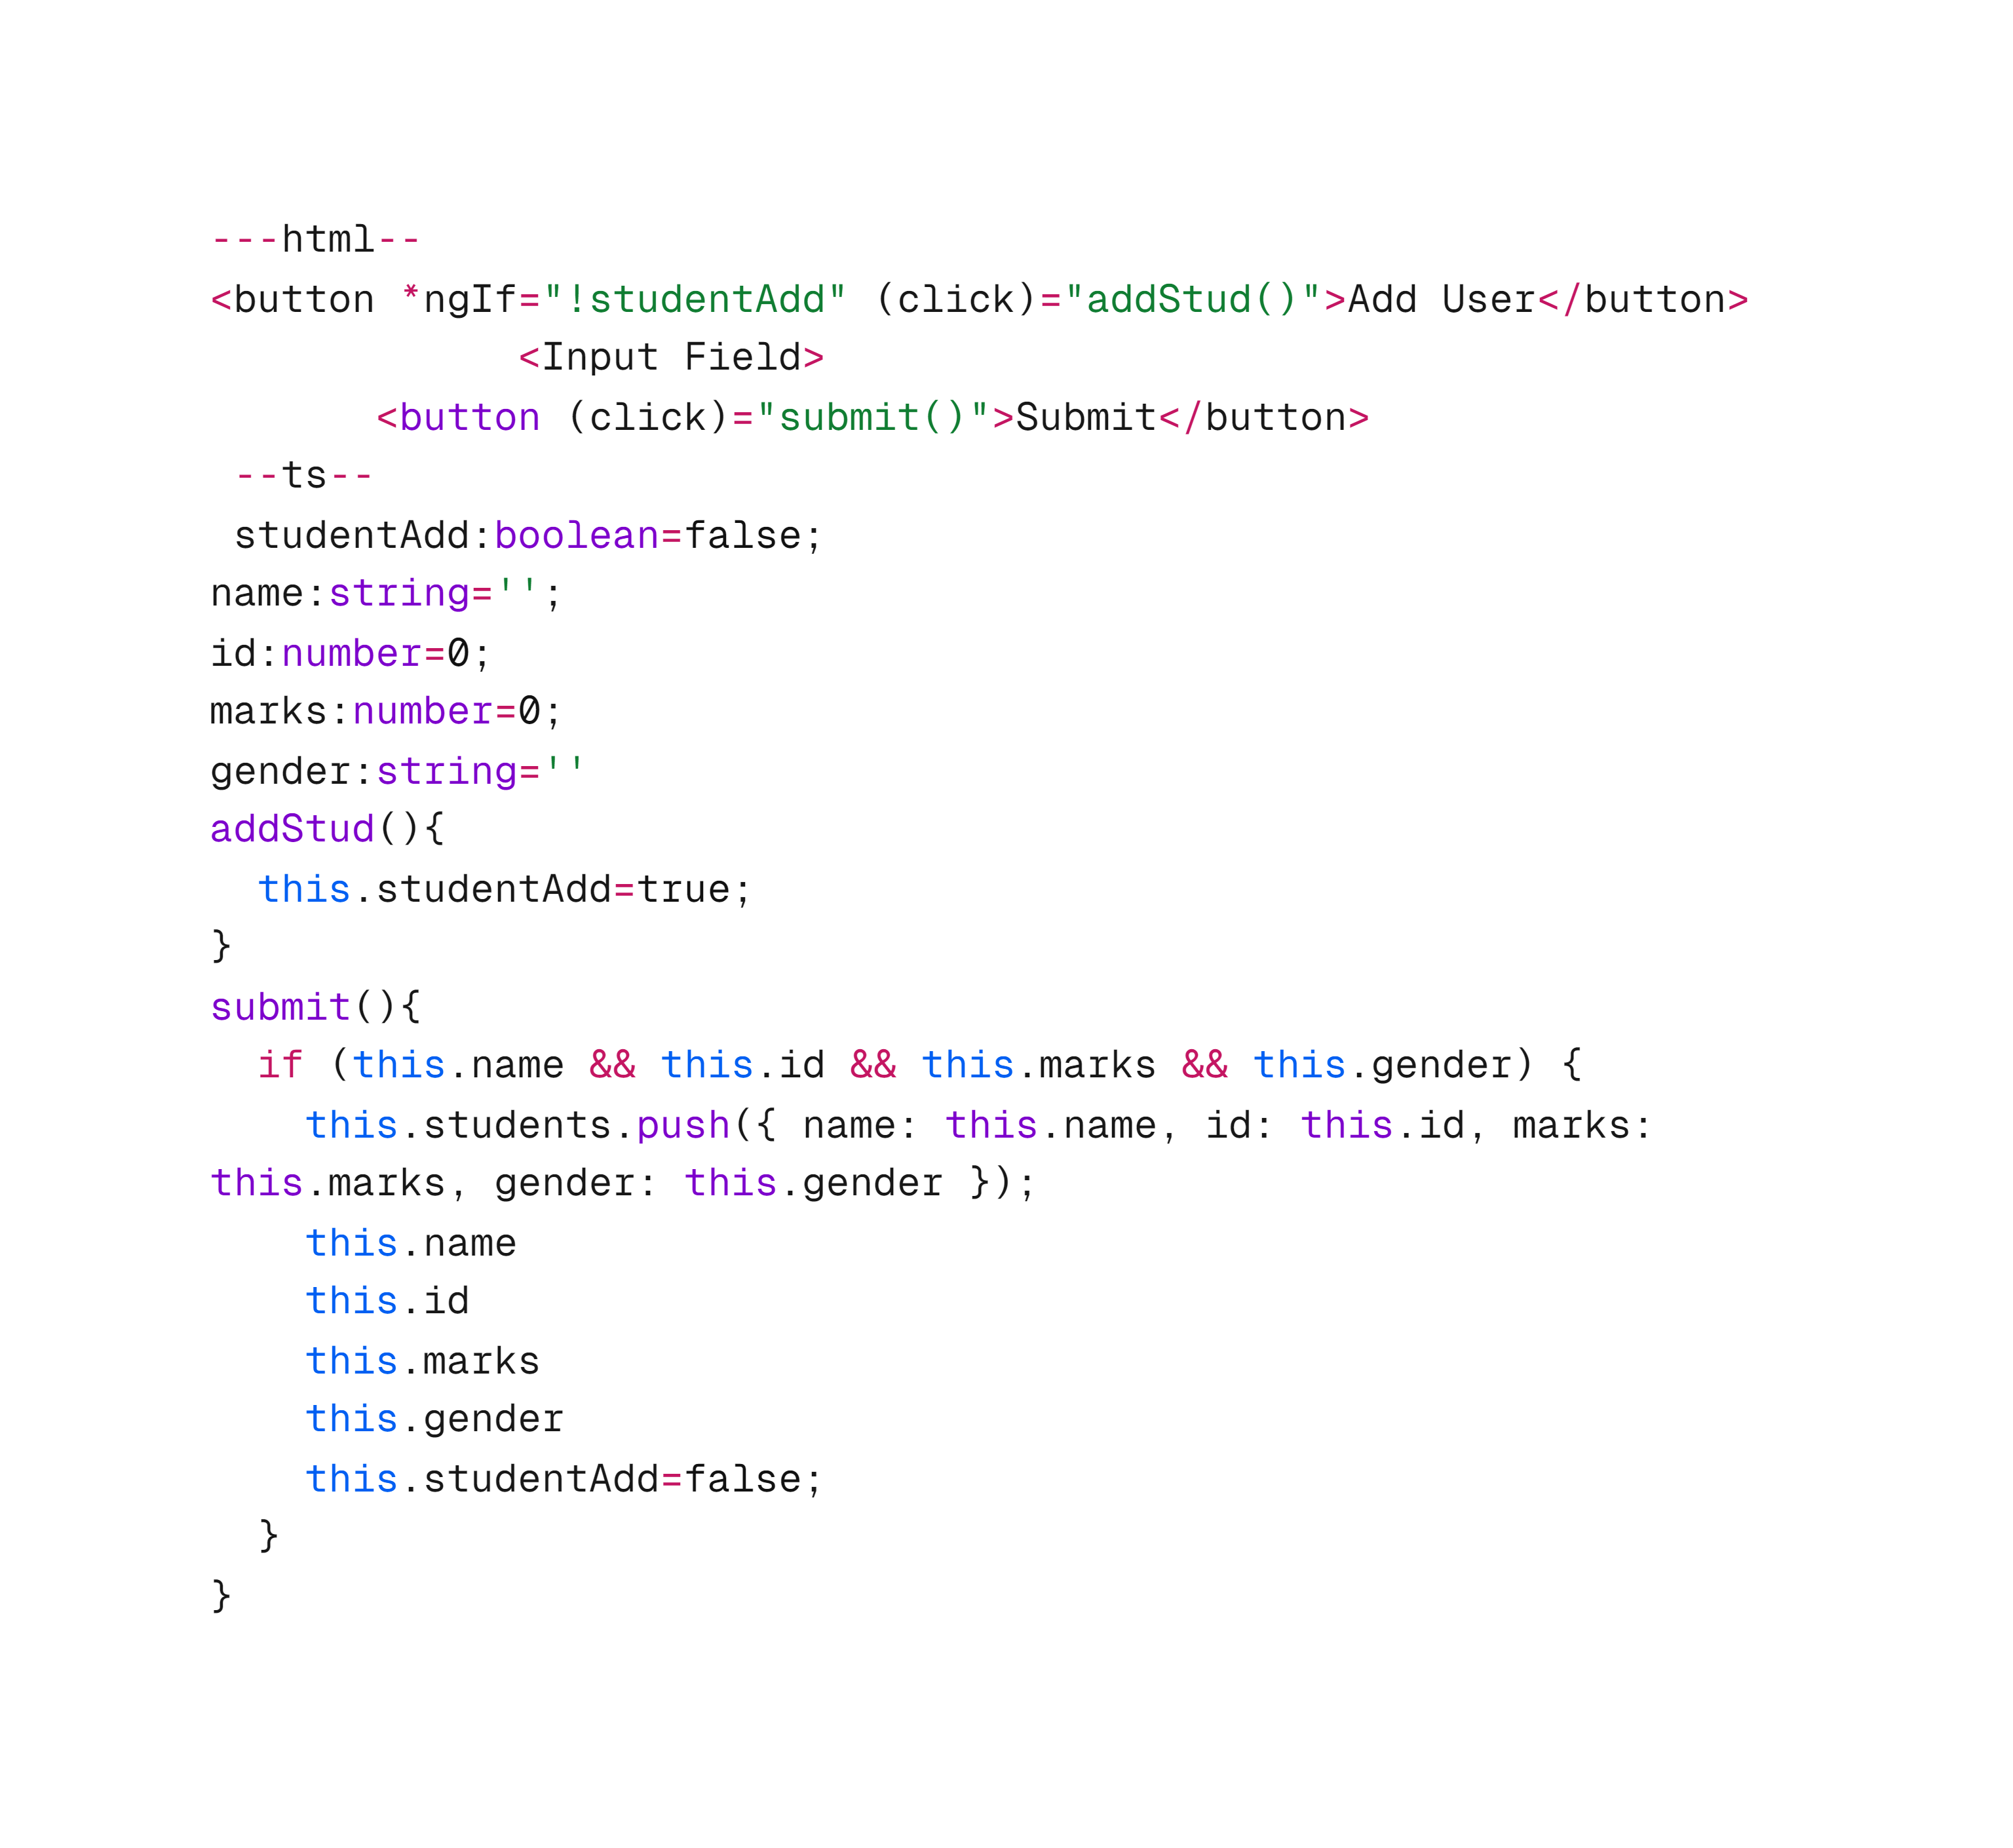 ---html--
<button *ngIf="!studentAdd" (click)="addStud()">Add User</button>
<Input Field>
<button (click)="submit()">Submit</button>
--ts--
studentAdd:boolean=false;
name:string='';
id:number=0;
marks:number=0;
gender:string=''
addStud(){
this.studentAdd=true;
}
submit(){
if (this.name && this.id && this.marks && this.gender) {
this.students.push({ name: this.name, id: this.id, marks:
this.marks, gender: this.gender });
this.name
this.id
this.marks
this.gender
this.studentAdd=false;
}
}